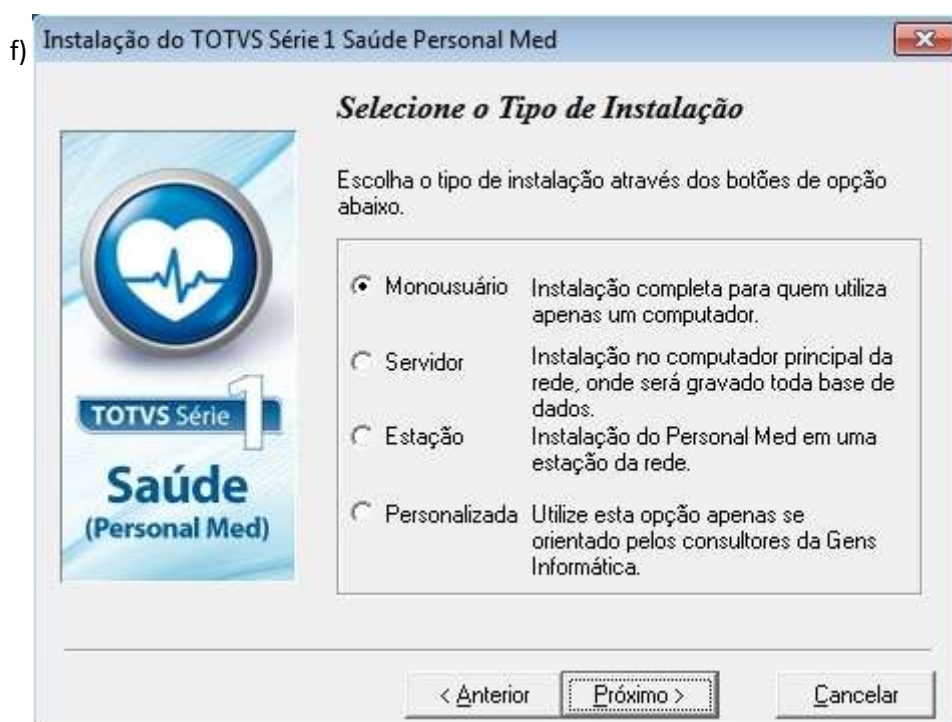 f)
Instalação do TOTVS Série 1 Saúde Personal Med
Selecione o Tipo de Instalação
Escolha o tipo de instalação através dos botões de opção
abaixo.
Monousuário Instalação completa para quem utiliza
apenas um computador.
Servidor Instalação no computador principal da
rede, onde será gravado toda base de
dados.
Estação Instalação do Personal Med em uma
estação da rede.
Personalizada Utilize esta opção apenas se
orientado pelos consultores da Gens
Informática.
TOTVS Série 1
Saúde
(Personal Med)
< Anterior Próximo > Cancelar